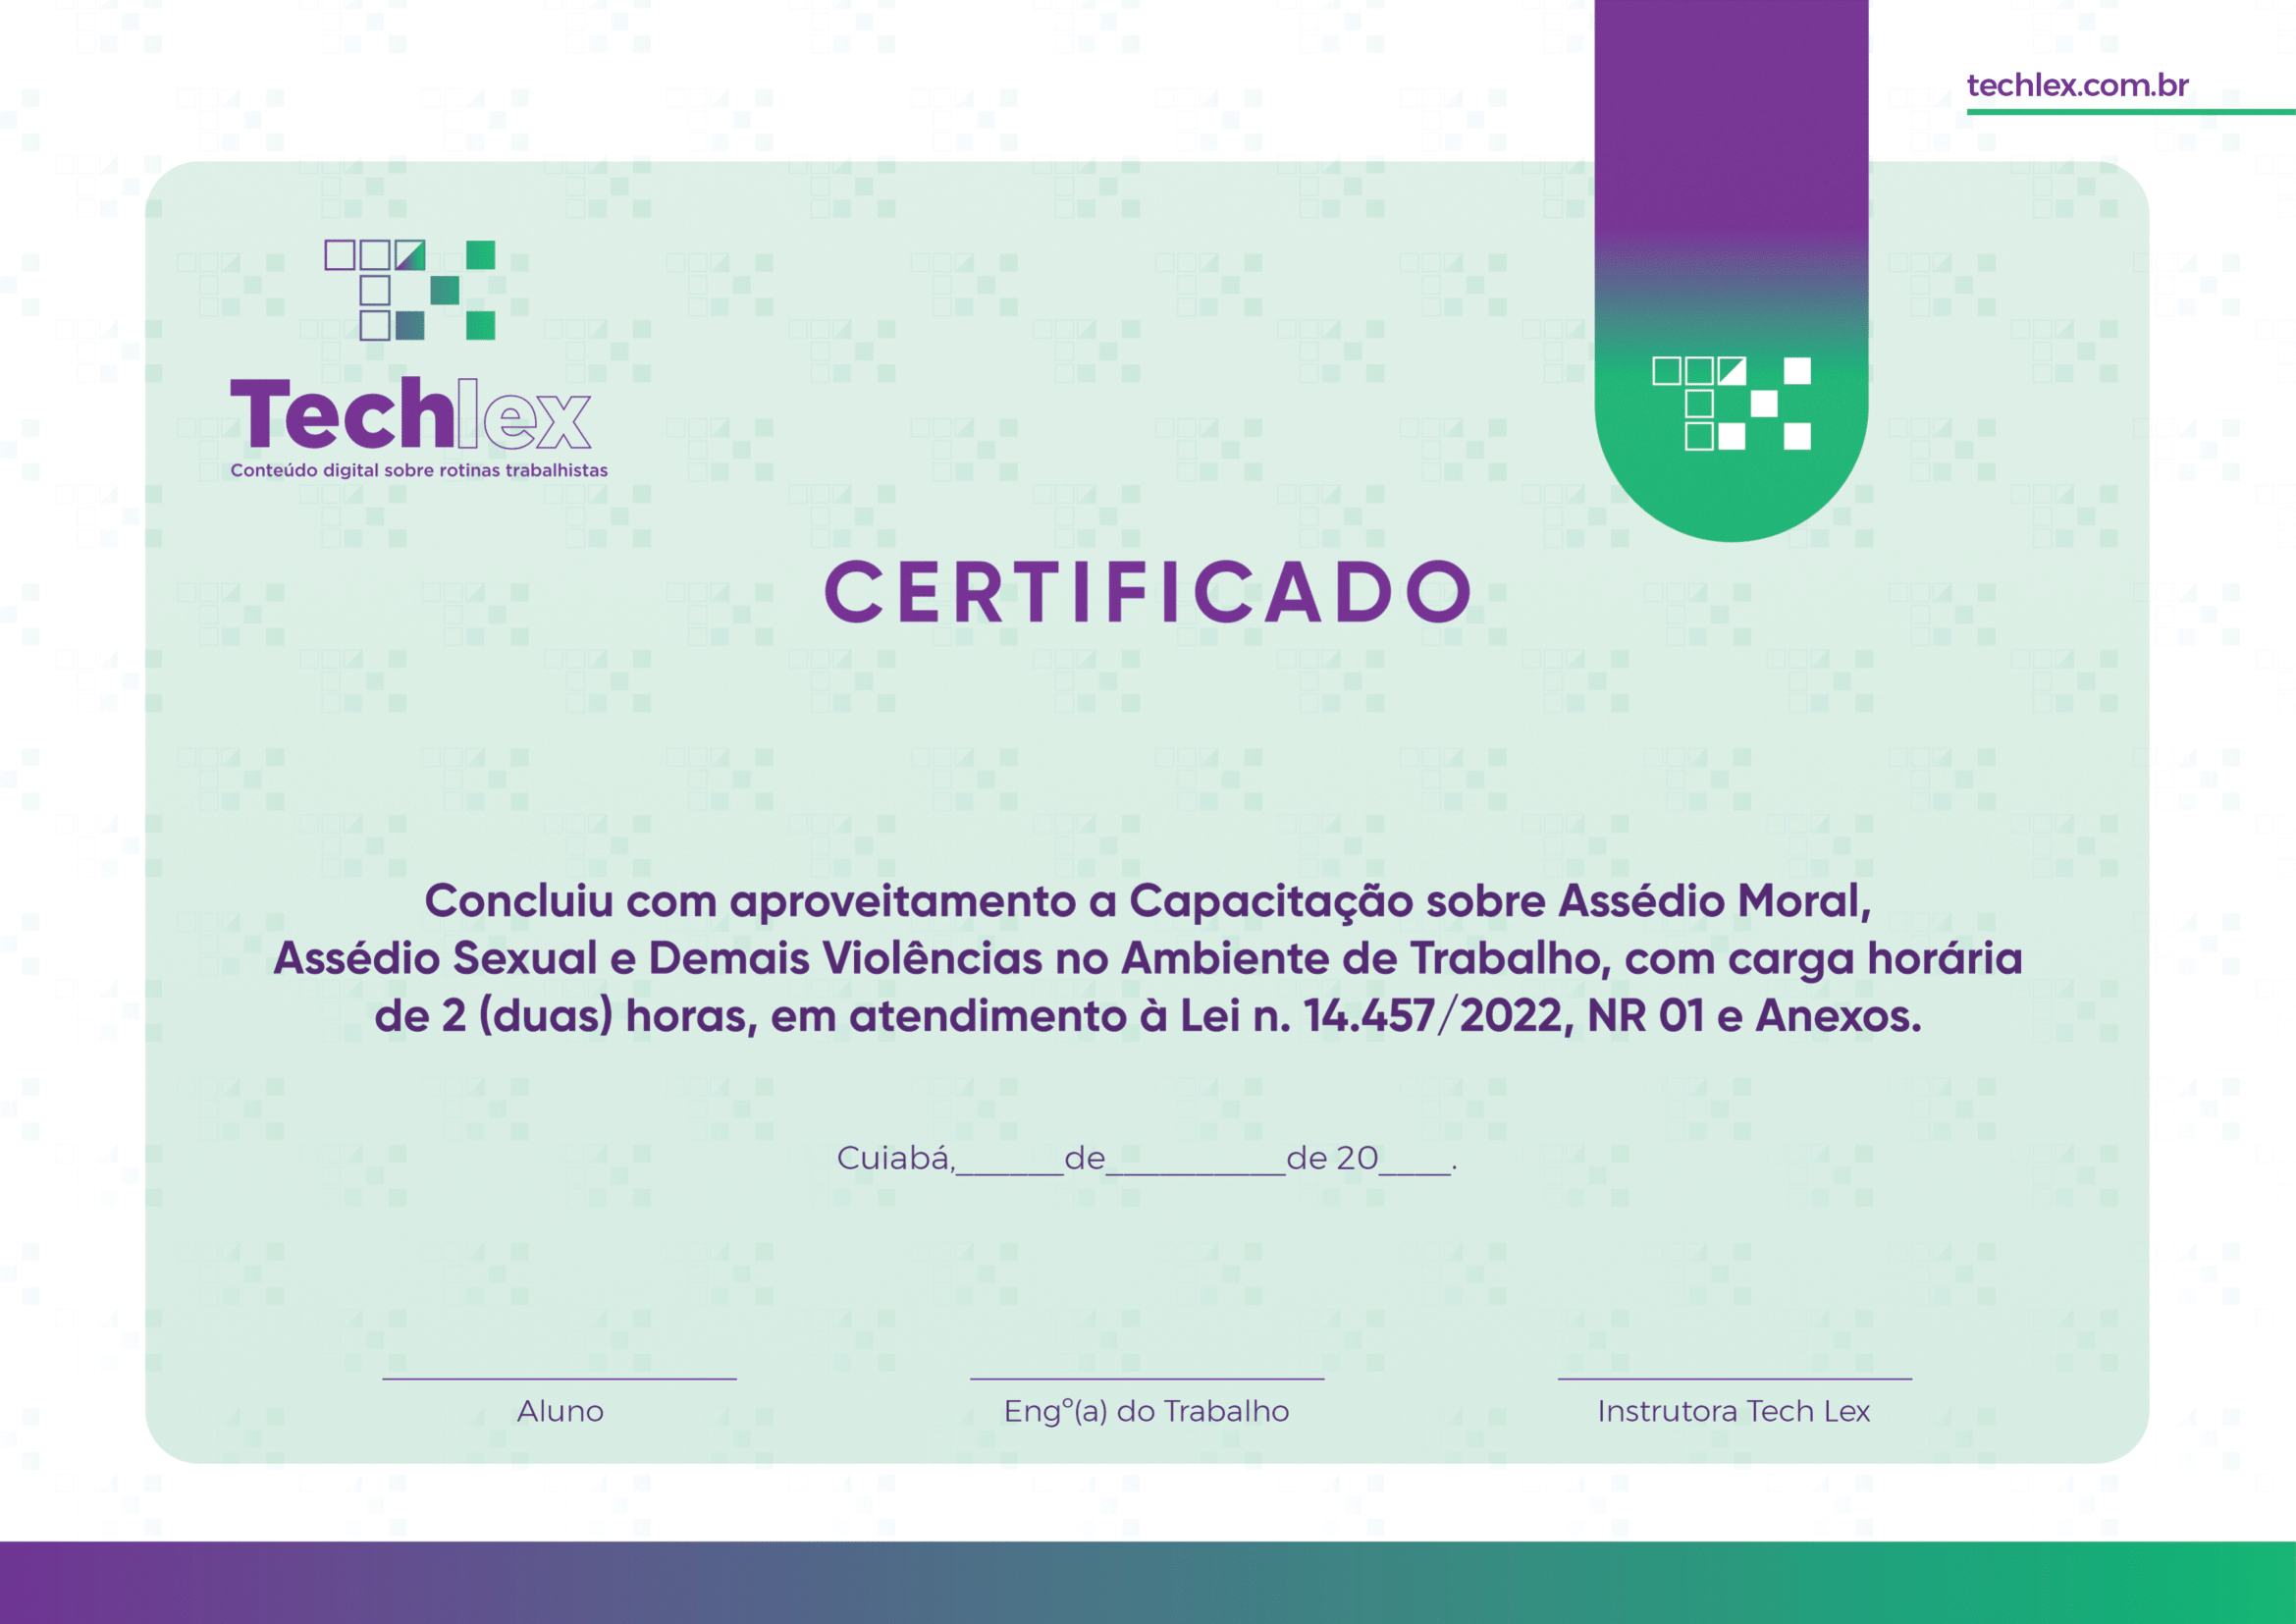 techlex.com.br
Techlex
Conteúdo digital sobre rotinas trabalhistas
CERTIFICADO
Concluiu com aproveitamento a Capacitação sobre Assédio Moral,
Assédio Sexual e Demais Violências no Ambiente de Trabalho, com carga horária
de 2 (duas) horas, em atendimento à Lei n. 14.457/2022, NR 01 e Anexos.
Cuiabá,______de__________de 20____.
Aluno
Engº(a) do Trabalho
Instrutora Tech Lex